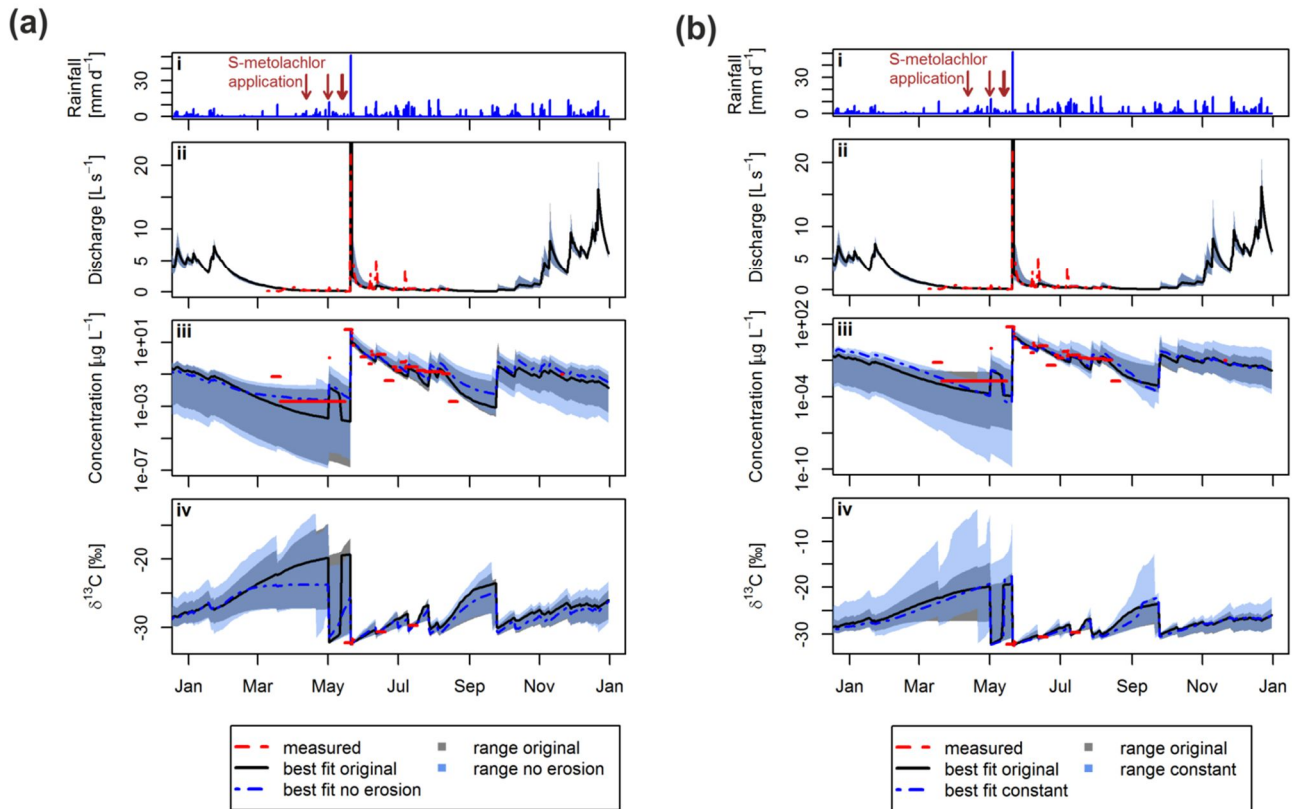 (a)
Rainfall
[mm d⁻¹]
30
0
i
S-metolachlor
application
Discharge [L s⁻¹]
20
10
5
0
ii
Concentration [µg L⁻¹]
1e+01
1e-03
1e-07
iii
δ¹³C [‰]
-20
-30
iv
Jan Mar May Jul Sep Nov Jan
measured
best fit original
best fit no erosion
range original
range no erosion
(b)
Rainfall
[mm d⁻¹]
30
0
i
S-metolachlor
application
Discharge [L s⁻¹]
20
10
5
0
ii
Concentration [µg L⁻¹]
1e+02
1e-04
1e-10
iii
δ¹³C [‰]
-10
-20
-30
iv
Jan Mar May Jul Sep Nov Jan
measured
best fit original
best fit constant
range original
range constant